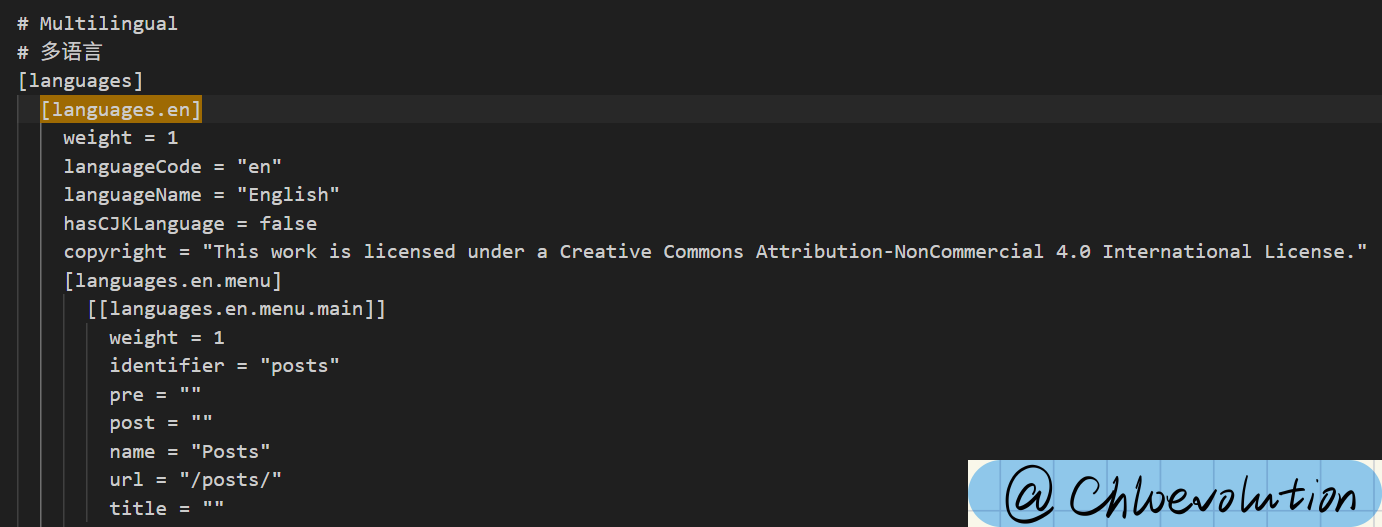 # Multilingual
# 多语言
[languages]
[languages.en]
weight = 1
languageCode = "en"
languageName = "English"
hasCJKLanguage = false
copyright = "This work is licensed under a Creative Commons Attribution-NonCommercial 4.0 International License."
[languages.en.menu]
[[languages.en.menu.main]]
weight = 1
identifier = "posts"
pre = ""
post = ""
name = "Posts"
url = "/posts/"
title = ""
@Chloevolution